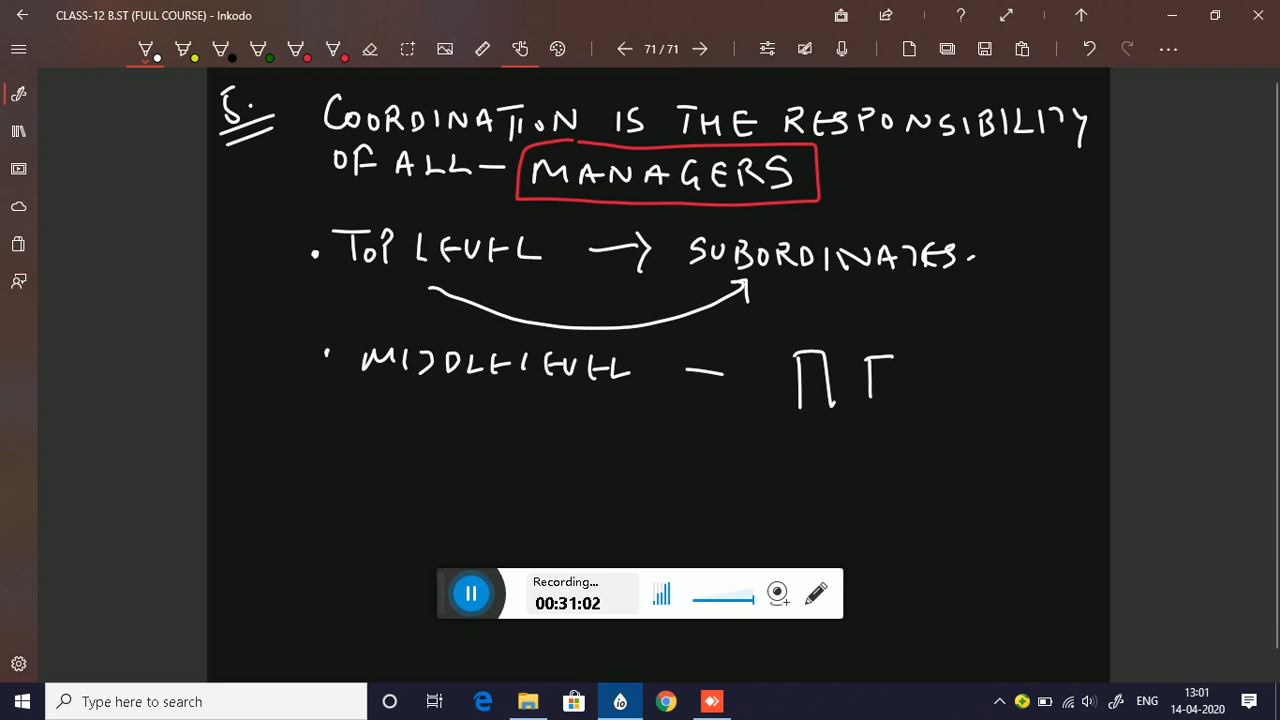 CLASS-12 B.ST (FULL COURSE) - Inkodo
71/71
COORDINATION IS THE RESPONSIBILITY
OF ALL- MANAGERS
. TOP LEVEL → SUBORDINATES.
. MIDDLE LEVEL -
Recording...
00:31:02
Type here to search
ENG
13:01
14-04-2020